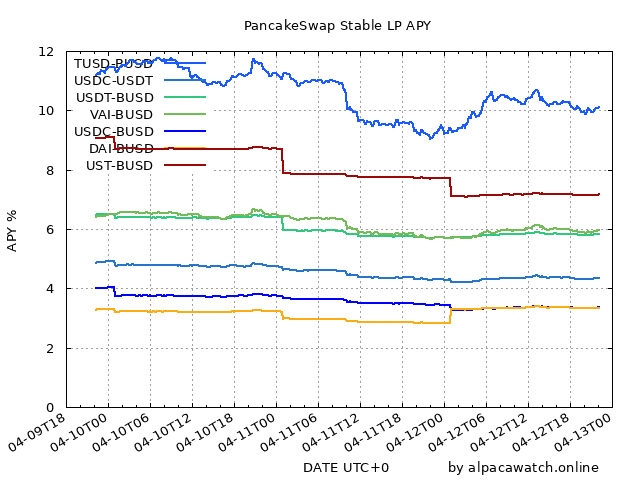 PancakeSwap Stable LP APY
12
10
8
6
4
2
0
APY %
TUSD-BUSD
USDC-USDT
USDT-BUSD
VAI-BUSD
USDC-BUSD
DAI-BUSD
UST-BUSD
04-09T18
04-10T00
04-10T06
04-10T12
04-10T18
04-11T00
04-11T06
04-11T12
04-11T18
04-12T00
04-12T06
04-12T12
04-12T18
04-13T00
DATE UTC+0
by alpacawatch.online